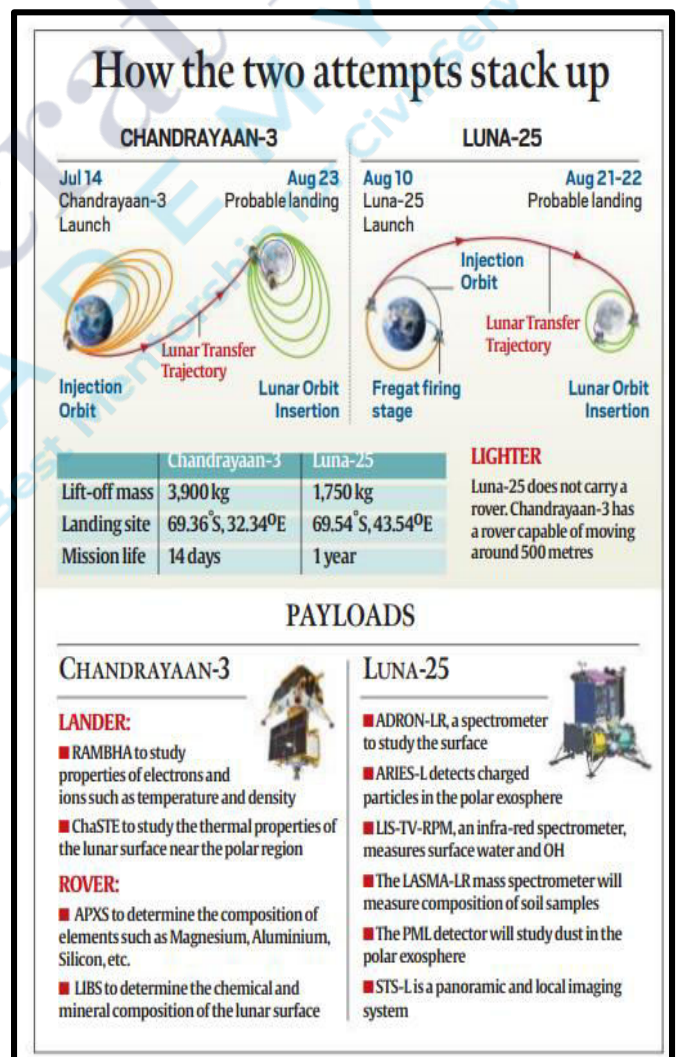 How the two attempts stack up
CHANDRAYAAN-3
Jul 14
Chandrayaan-3
Launch
Aug 23
Probable landing
Lunar Transfer
Trajectory
Injection
Orbit
Lunar Orbit
Insertion
LUNA-25
Aug 10
Luna-25
Launch
Aug 21-22
Probable landing
Injection
Orbit
Lunar Transfer
Trajectory
Fregat firing
stage
Lunar Orbit
Insertion
Chandrayaan-3 Luna-25
Lift-off mass 3,900 kg 1,750 kg
Landing site 69.36°S, 32.34ºE 69.54°S, 43.54ºE
Mission life 14 days 1 year
LIGHTER
Luna-25 does not carry a
rover. Chandrayaan-3 has
a rover capable of moving
around 500 metres
PAYLOADS
CHANDRAYAAN-3
LANDER:
■ RAMBHA to study
properties of electrons and
ions such as temperature and density
■ ChaSTE to study the thermal properties of
the lunar surface near the polar region
ROVER:
■ APXS to determine the composition of
elements such as Magnesium, Aluminium,
Silicon, etc.
■ LIBS to determine the chemical and
mineral composition of the lunar surface
LUNA-25
■ ADRON-LR, a spectrometer
to study the surface
■ ARIES-L detects charged
particles in the polar exosphere
■ LIS-TV-RPM, an infra-red spectrometer,
measures surface water and OH
■ The LASMA-LR mass spectrometer will
measure composition of soil samples
■ The PML detector will study dust in the
polar exosphere
■ STS-L is a panoramic and local imaging
system